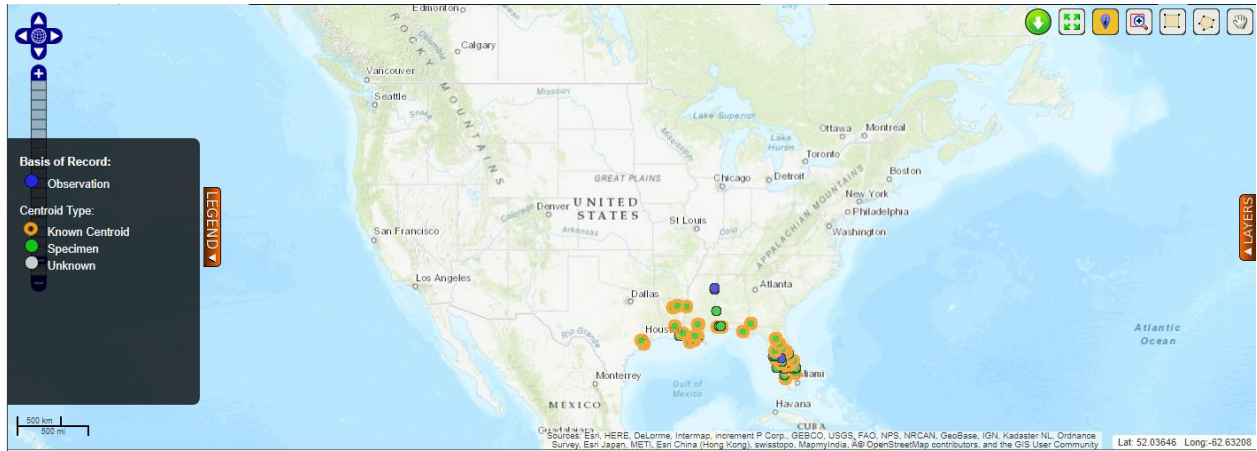 Edmonton
Calgary
ROCKY MOUNTAINS
Columbia
Vancouver
Seattle
Snake
Missouri
Lake Superior
Mississippi
Lake
Huron
Ottawa
Montreal
Toronto
Boston
GREAT PLAINS
Chicago
Detroit
New York
Philadelphia
Washington
APPALACHIAN MOUNTAINS
Colorado
Denver
UNITED
STATES
St Louis
Ohio
Arkansas
San Francisco
Los Angeles
Dallas
Atlanta
Rio Grande
Monterrey
Miami
Gulf of
Mexico
Havana
MÉXICO
CUBA
Atlantic
Ocean
Basis of Record:
Observation
Centroid Type:
Known Centroid
Specimen
Unknown
LEGEND
LAYERS
500 km
500 mi
Sources: Esri, HERE, DeLorme, Intermap, increment P Corp., GEBCO, USGS, FAO, NPS, NRCAN, GeoBase, IGN, Kadaster NL, Ordnance
Survey, Esri Japan, METI, Esri China (Hong Kong), swisstopo, MapmyIndia, Â© OpenStreetMap contributors, and the GIS User Community
Lat: 52.03646 Long:-62.63208